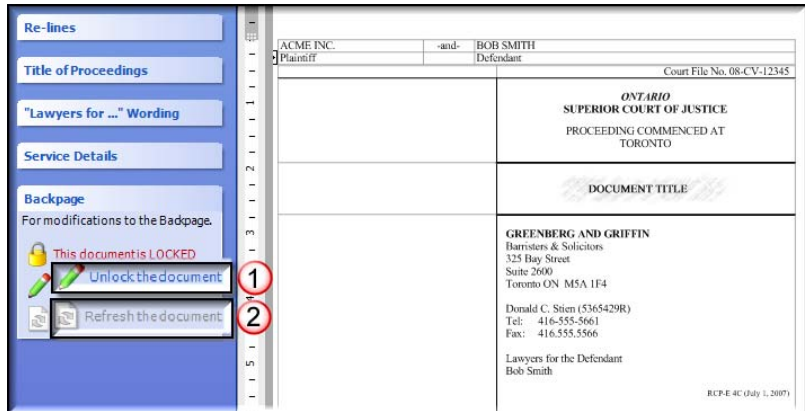 Re-lines
Title of Proceedings
"Lawyers for ..." Wording
Service Details
Backpage
For modifications to the Backpage.
This document is LOCKED
Unlock the document
1
Refresh the document
2
2
3
5
ACME INC. -and- BOB SMITH
Plaintiff Defendant
Court File No. 08-CV-12345
ONTARIO
SUPERIOR COURT OF JUSTICE
PROCEEDING COMMENCED AT
TORONTO
DOCUMENT TITLE
GREENBERG AND GRIFFIN
Barristers & Solicitors
325 Bay Street
Suite 2600
Toronto ON M5A 1F4
Donald C. Stien (5365429R)
Tel: 416-555-5661
Fax: 416.555.5566
Lawyers for the Defendant
Bob Smith
RCP-E 4C (July 1, 2007)